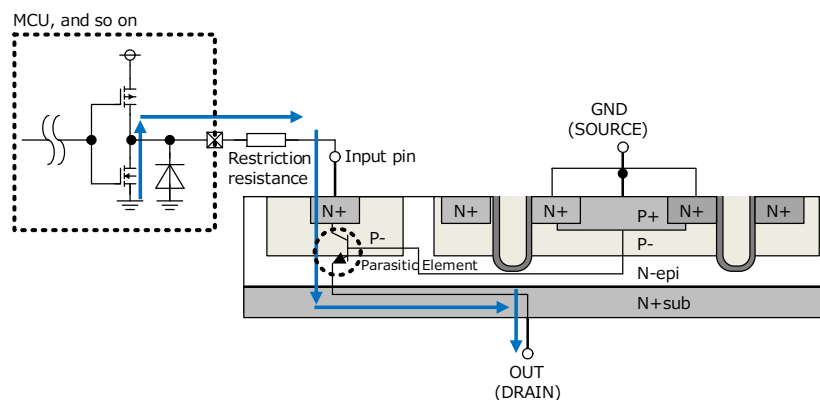 MCU, and so on
GND
(SOURCE)
Restriction
resistance
Input pin
N+
P-
Parasitic Element
N+
N+
P+
N+
N+
P-
N-epi
N+sub
OUT
(DRAIN)